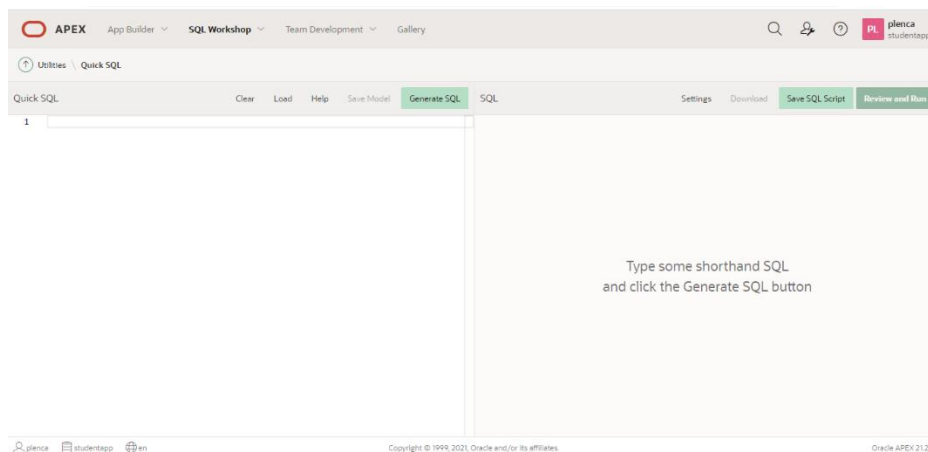 APEX App Builder SQL Workshop Team Development Gallery PL plenca
studentapp
Utilities \ Quick SQL
Quick SQL Clear Load Help Save Model Generate SQL SQL Settings Download Save SQL Script Review and Run
1
Type some shorthand SQL
and click the Generate SQL button
plenca studentapp en Copyright © 1999, 2021, Oracle and/or its affiliates. Oracle APEX 21.2